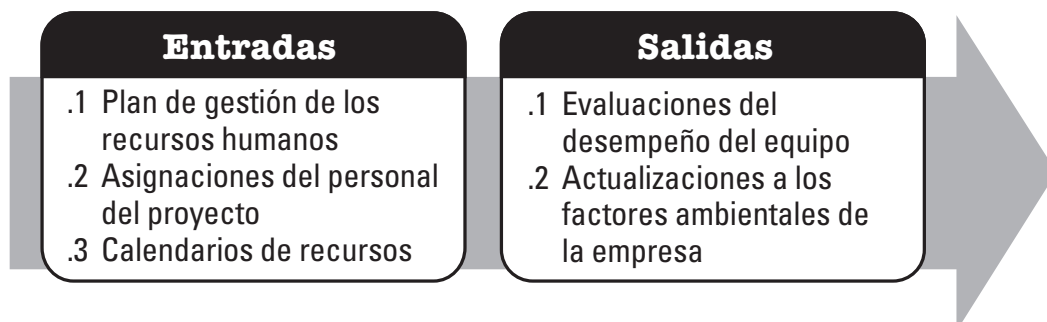 Entradas
.1 Plan de gestión de los
recursos humanos
.2 Asignaciones del personal
del proyecto
.3 Calendarios de recursos
Salidas
.1 Evaluaciones del
desempeño del equipo
.2 Actualizaciones a los
factores ambientales de
la empresa